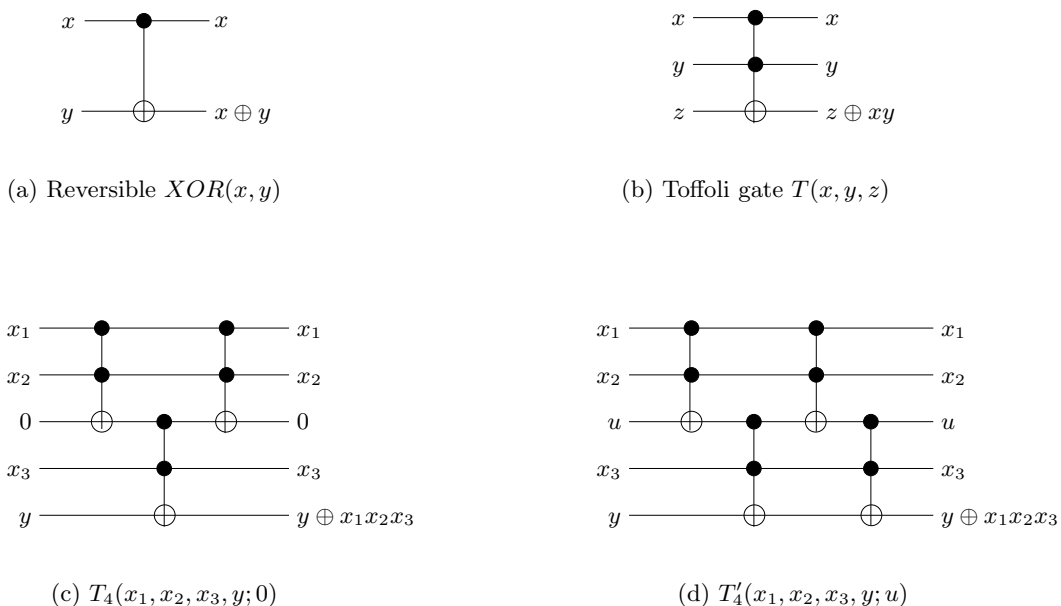 x x
y x ⊕ y
(a) Reversible XOR(x, y)
x x
y y
z z ⊕ xy
(b) Toffoli gate T(x, y, z)
x₁ x₁
x₂ x₂
0 0
x₃ x₃
y y ⊕ x₁x₂x₃
(c) T₄(x₁, x₂, x₃, y; 0)
x₁ x₁
x₂ x₂
u u
x₃ x₃
y y ⊕ x₁x₂x₃
(d) T′₄(x₁, x₂, x₃, y; u)